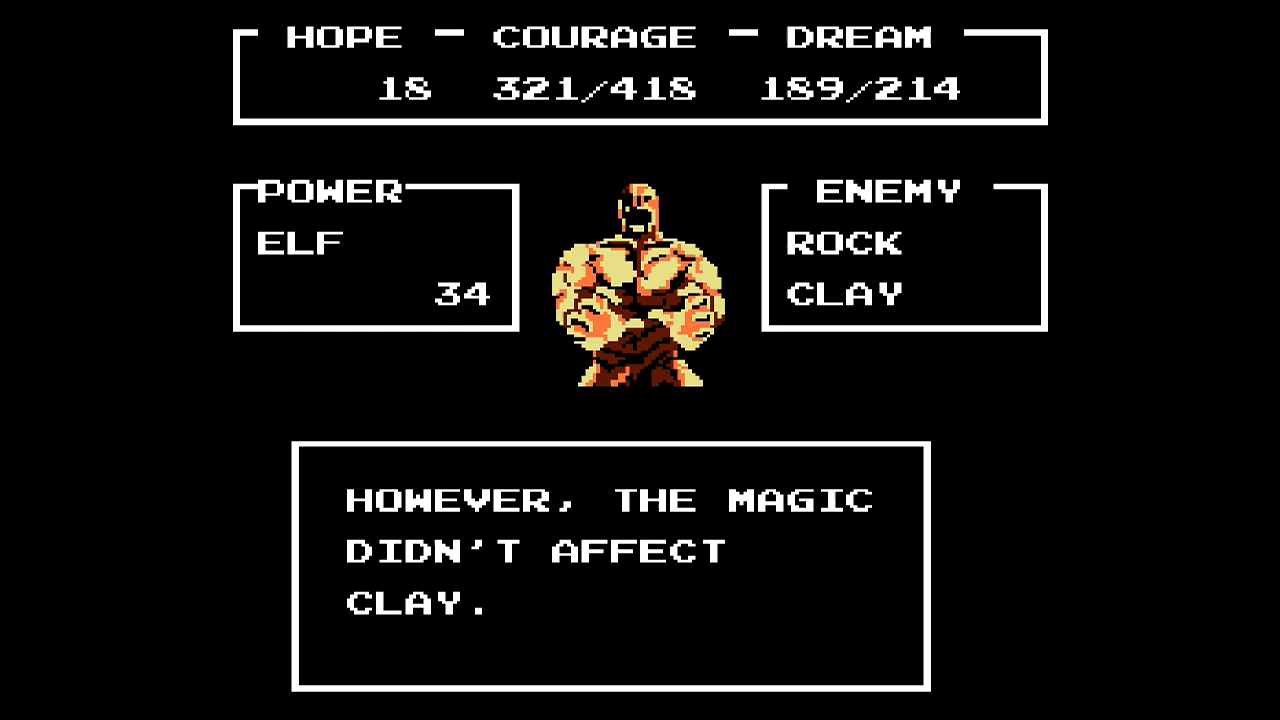 HOPE COURAGE DREAM
18 321/418 189/214
POWER
ELF
34
ENEMY
ROCK
CLAY
HOWEVER, THE MAGIC
DIDN'T AFFECT
CLAY.